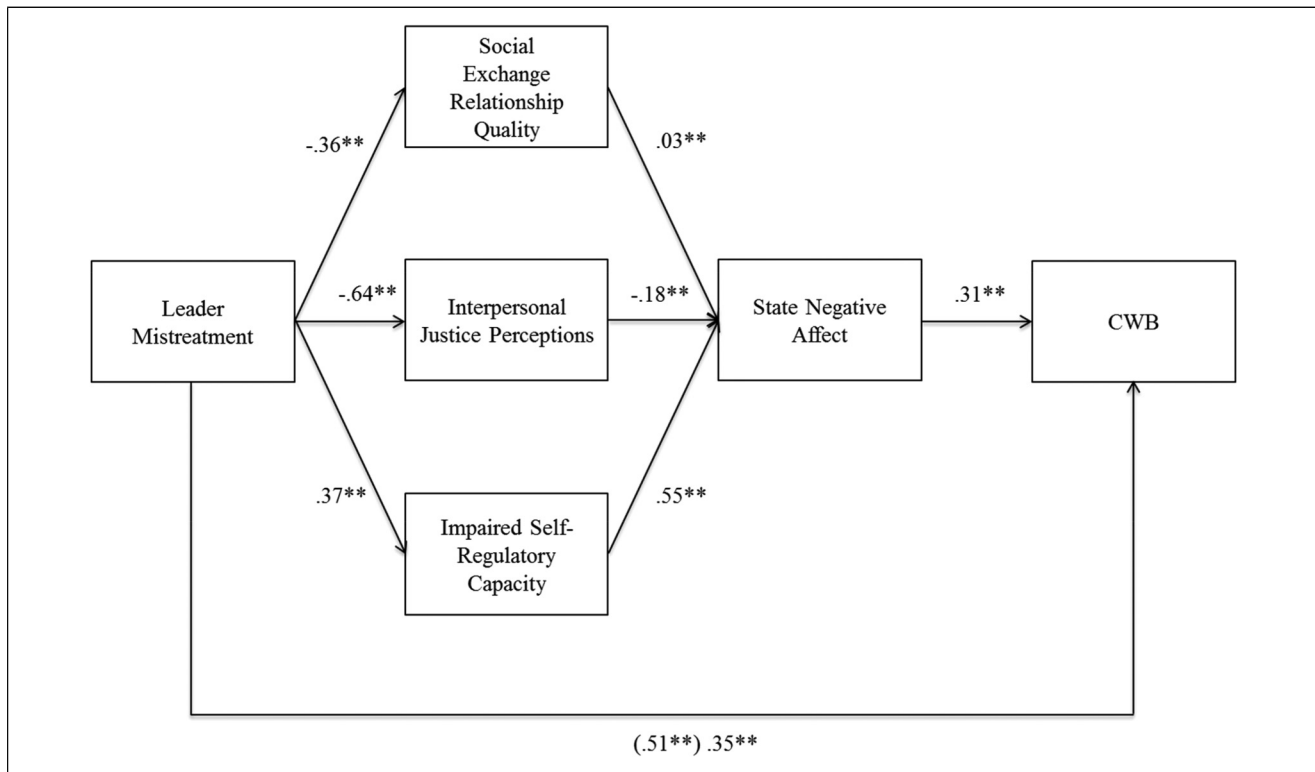 Social
Exchange
Relationship
Quality
-.36**
.03**
Leader
Mistreatment
-.64**
Interpersonal
Justice Perceptions
-.18**
State Negative
Affect
.31**
CWB
.37**
.55**
Impaired Self-
Regulatory
Capacity
(.51**) .35**